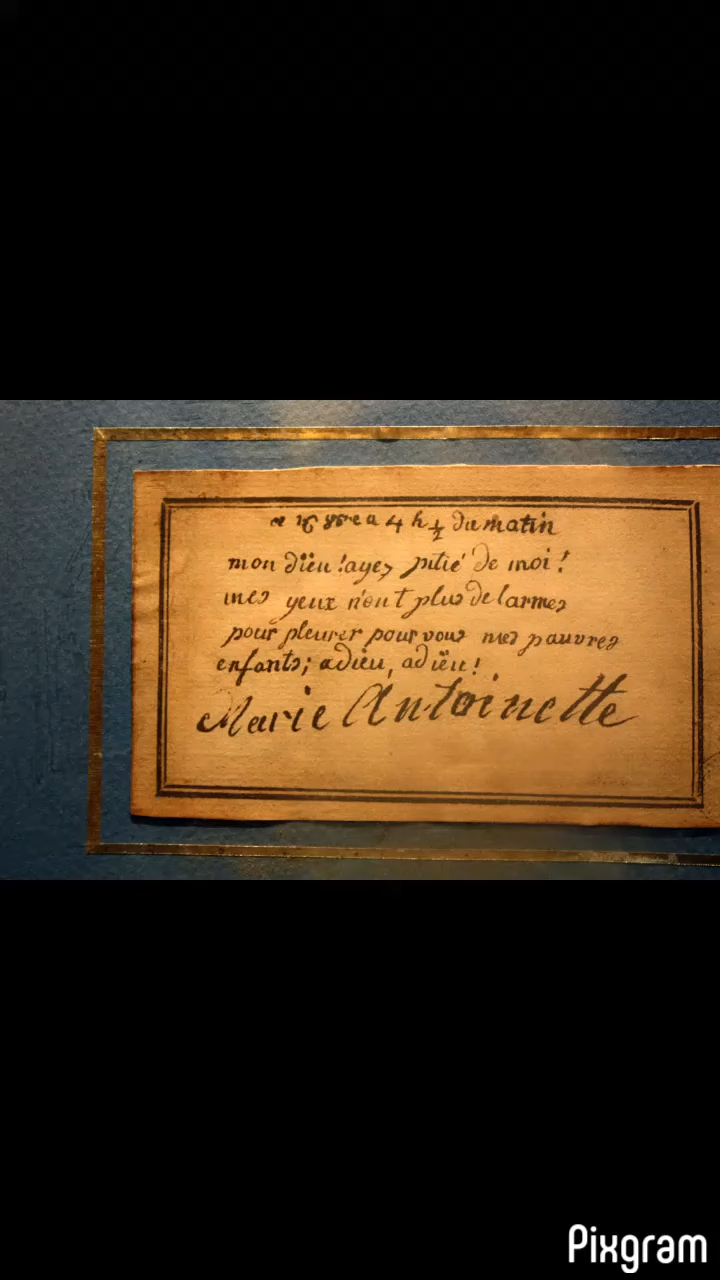 ce 16 8bre a 4 h ½ du matin
mon dieu ! ayez pitié de moi !
mes yeux n'ont plus de larmes
pour pleurer pour vous mes pauvres
enfants ; adieu, adieu !
Marie Antoinette
Pixgram